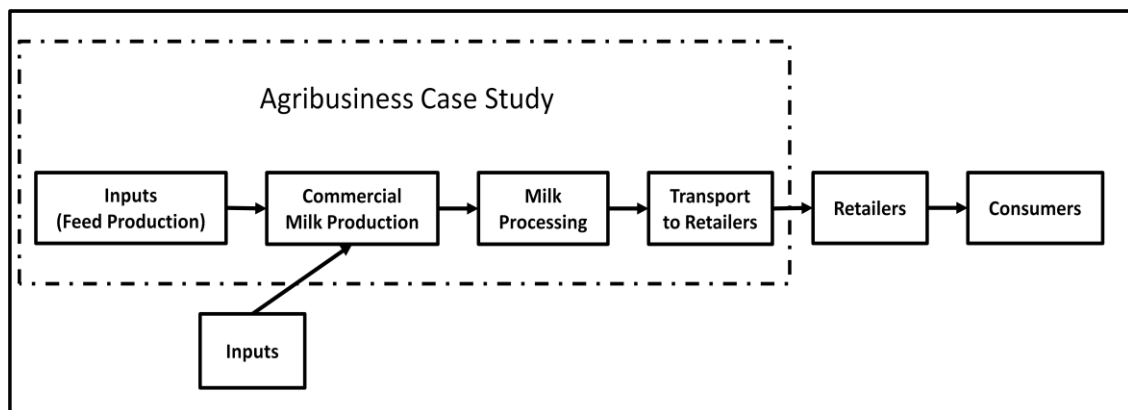 Agribusiness Case Study
Inputs
(Feed Production)
Commercial
Milk Production
Milk
Processing
Transport
to Retailers
Retailers
Consumers
Inputs